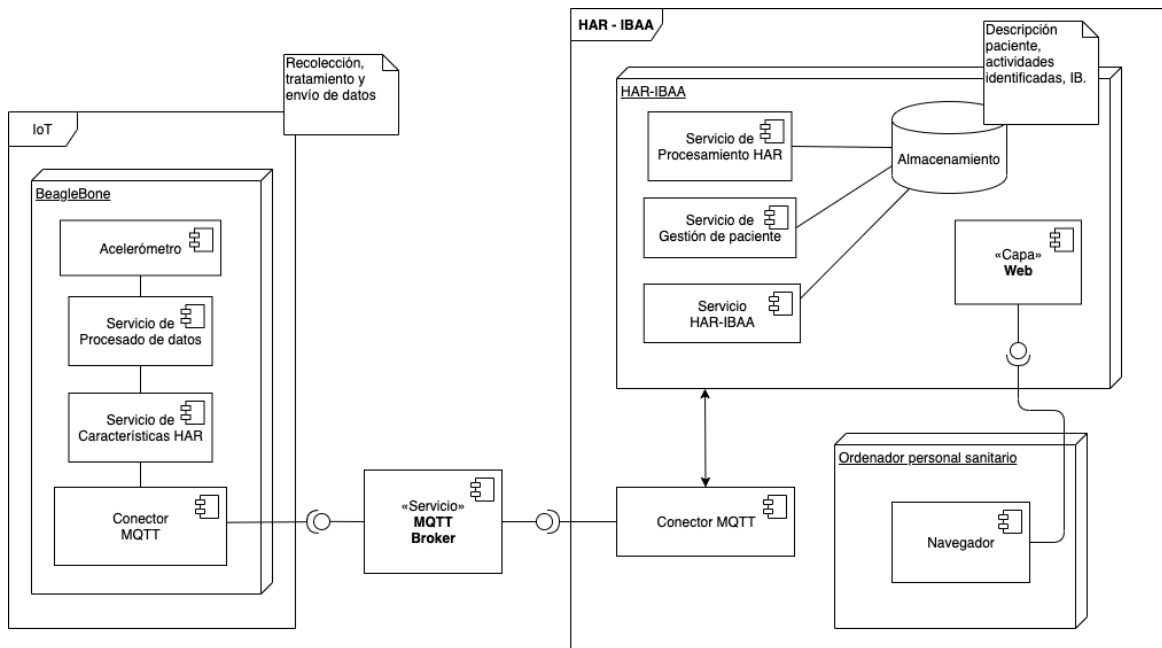 HAR - IBAA
Descripción
paciente,
actividades
identificadas, IB.
Recolección,
tratamiento y
envío de datos
IoT
BeagleBone
Acelerómetro
Servicio de
Procesado de datos
Servicio de
Características HAR
Conector
MQTT
«Servicio»
MQTT
Broker
HAR-IBAA
Servicio de
Procesamiento HAR
Almacenamiento
Servicio de
Gestión de paciente
Servicio
HAR-IBAA
«Capa»
Web
Conector MQTT
Ordenador personal sanitario
Navegador